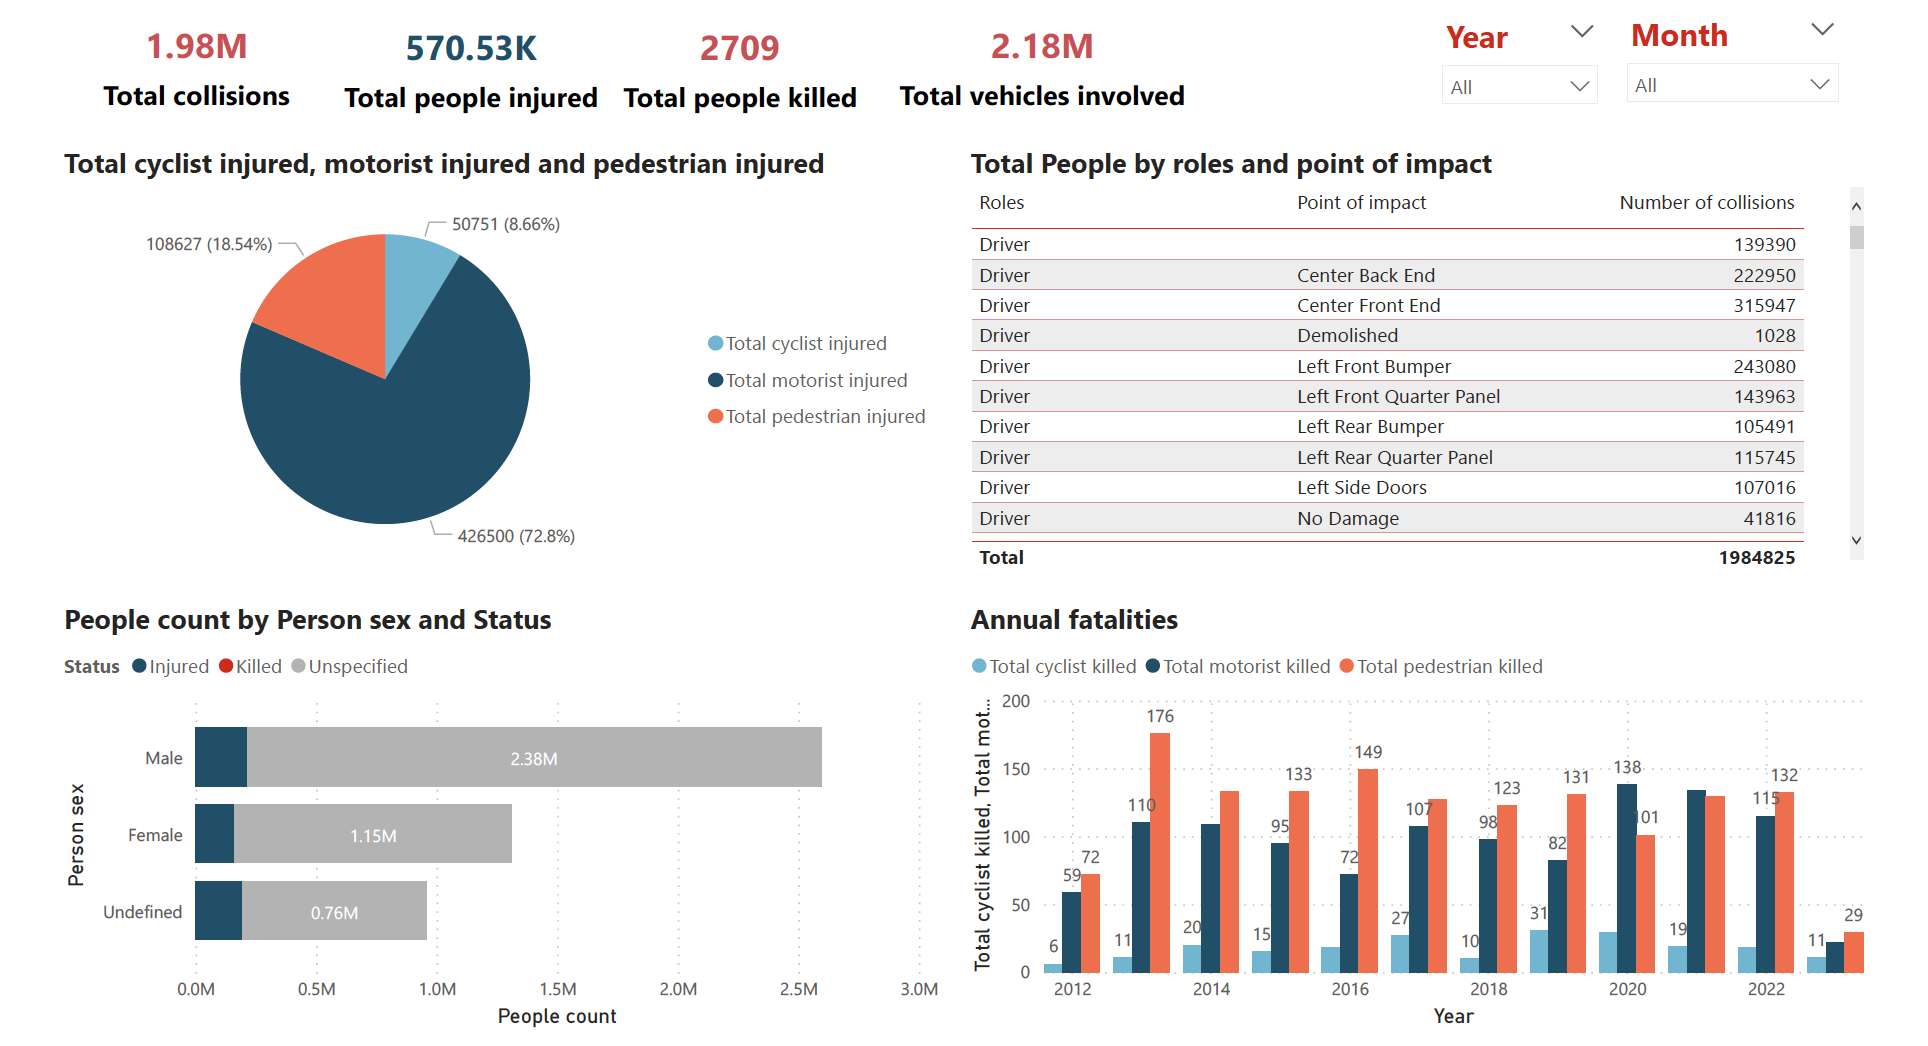 1.98M
Total collisions
570.53K
Total people injured
2709
Total people killed
2.18M
Total vehicles involved
Year
All
Month
All
Total cyclist injured, motorist injured and pedestrian injured
50751 (8.66%)
108627 (18.54%)
426500 (72.8%)
Total cyclist injured
Total motorist injured
Total pedestrian injured
Total People by roles and point of impact
Roles Point of impact Number of collisions
Driver 139390
Driver Center Back End 222950
Driver Center Front End 315947
Driver Demolished 1028
Driver Left Front Bumper 243080
Driver Left Front Quarter Panel 143963
Driver Left Rear Bumper 105491
Driver Left Rear Quarter Panel 115745
Driver Left Side Doors 107016
Driver No Damage 41816
Total 1984825
People count by Person sex and Status
Status Injured Killed Unspecified
Person sex
Male 2.38M
Female 1.15M
Undefined 0.76M
0.0M 0.5M 1.0M 1.5M 2.0M 2.5M 3.0M
People count
Annual fatalities
Total cyclist killed Total motorist killed Total pedestrian killed
Total cyclist killed, Total mot...
200
150
100
50
0
6 59 72
11 110 176
20
15 95 133
72 149
27 107
10 98 123
31 82 131
138 101
19
115 132
11 29
2012 2014 2016 2018 2020 2022
Year